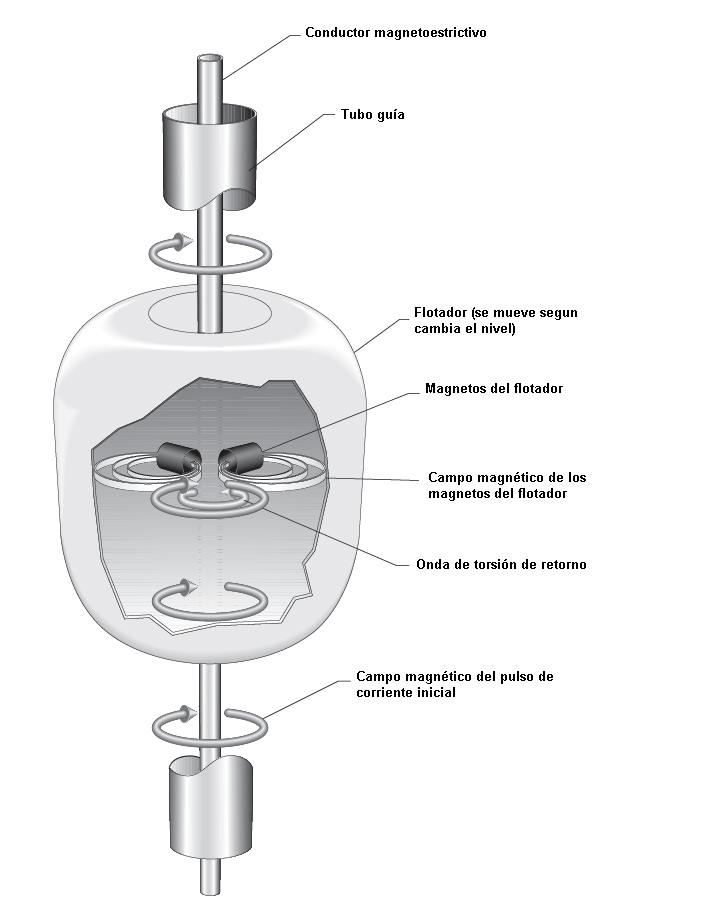 Conductor magnetoestrictivo
Tubo guía
Flotador (se mueve segun
cambia el nivel)
Magnetos del flotador
Campo magnético de los
magnetos del flotador
Onda de torsión de retorno
Campo magnético del pulso de
corriente inicial